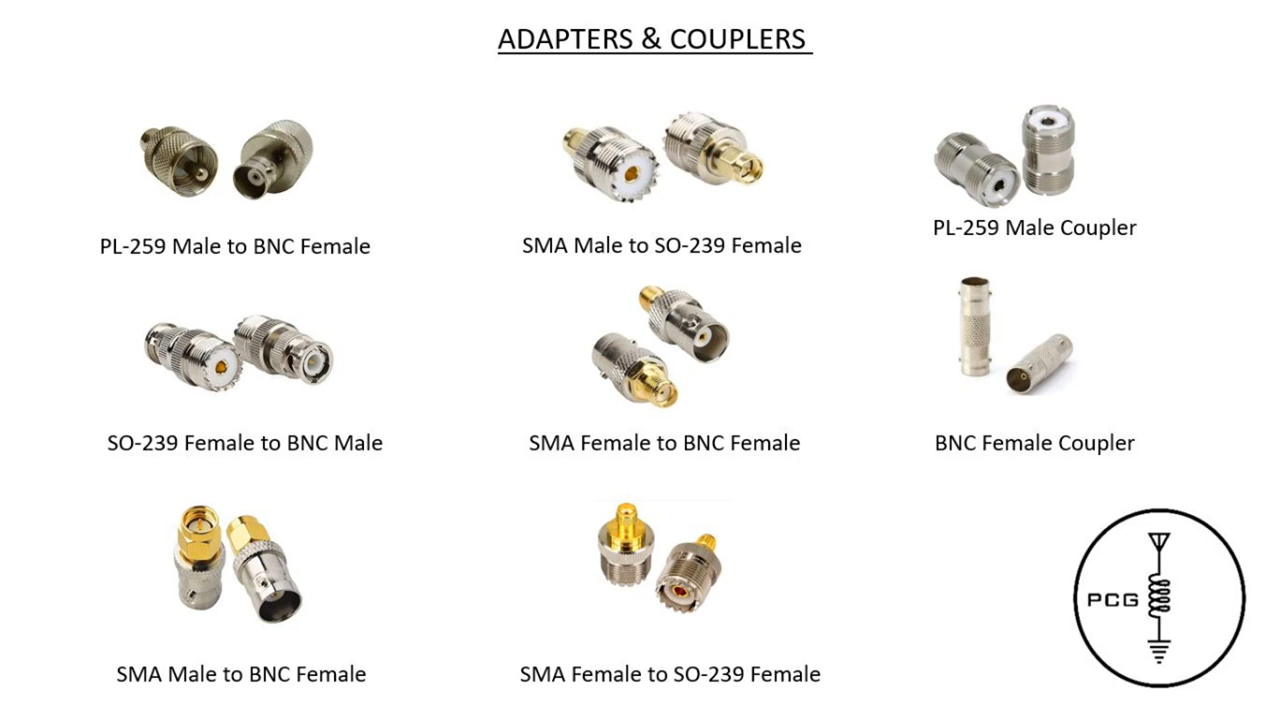 ADAPTERS & COUPLERS
PL-259 Male to BNC Female
SMA Male to SO-239 Female
PL-259 Male Coupler
SO-239 Female to BNC Male
SMA Female to BNC Female
BNC Female Coupler
SMA Male to BNC Female
SMA Female to SO-239 Female
PCG